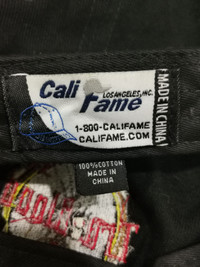 Cali
Fame
LOS ANGELES, INC.
1-800-CALIFAME
CALIFAME.COM
MADE IN CHINA
100%COTTON
MADE IN
CHINA